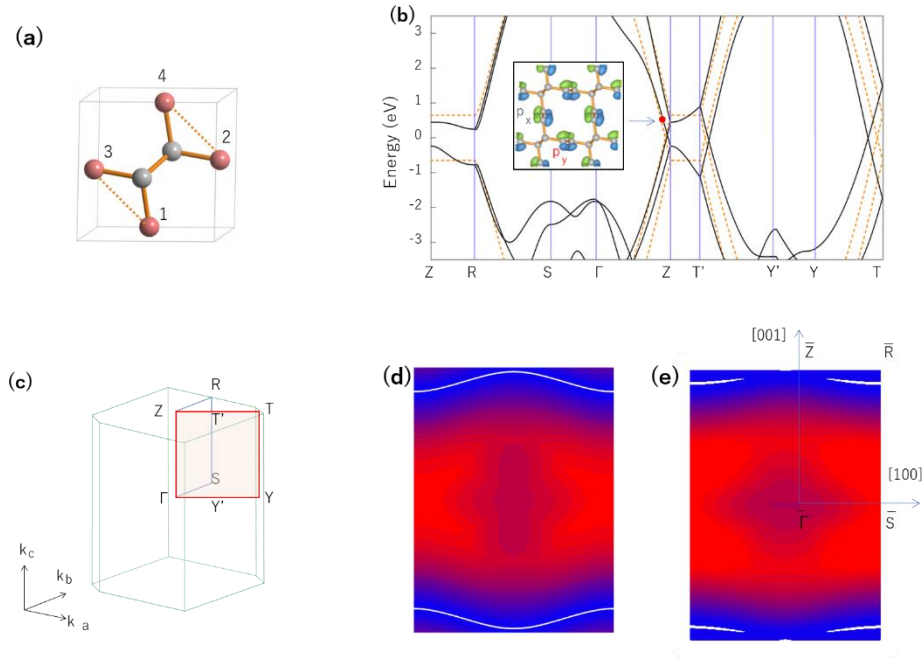 (a)
4
2
3
1
(b)
Energy (eV)
3
2
1
0
-1
-2
-3
p x
p y
Z R S Γ Z T' Y' Y T
(c)
R
Z T' T
S
Γ Y' Y
k c
k b
k a
(d)
(e)
[001]
Z̅ R̅
[100]
Γ̅ S̅